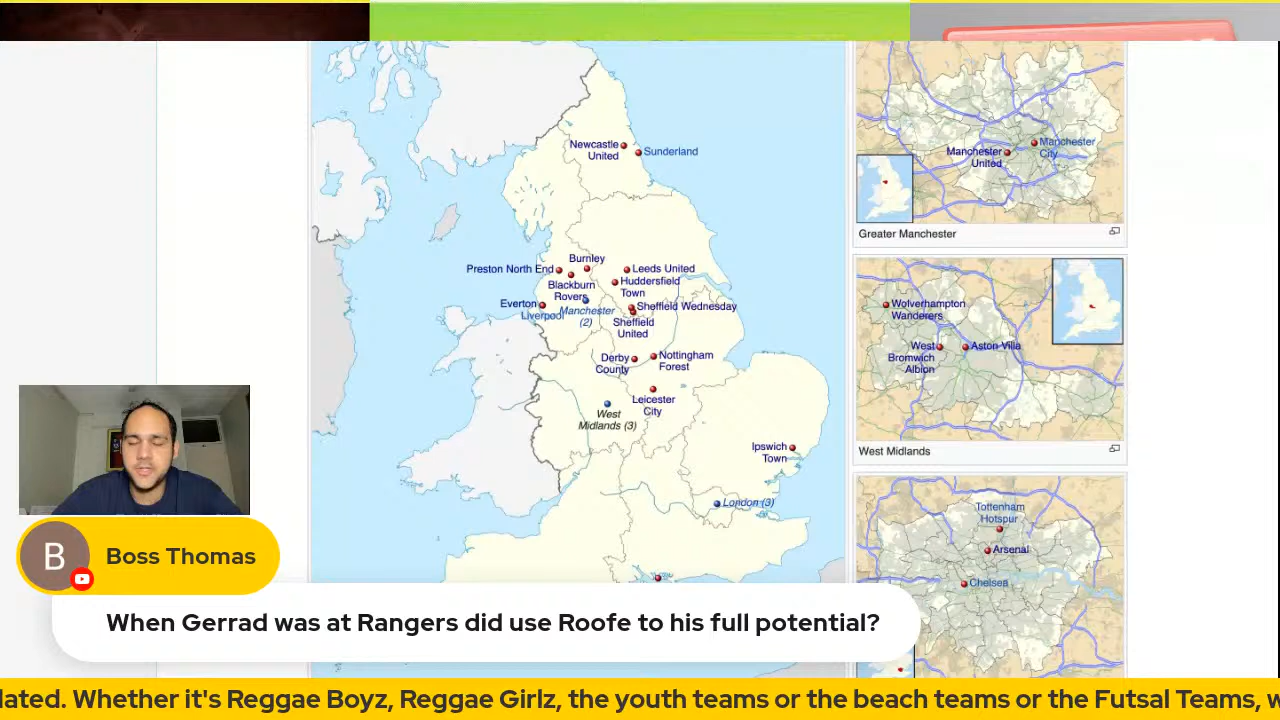 Newcastle
United
Sunderland
Burnley
Preston North End
Leeds United
Blackburn
Rovers
Huddersfield
Town
Everton
Liverpool
Manchester
(2)
Sheffield Wednesday
Sheffield
United
Derby
County
Nottingham
Forest
Leicester
City
West
Midlands (3)
Ipswich
Town
London (3)
Manchester
United
Manchester
City
Greater Manchester
Wolverhampton
Wanderers
West
Bromwich
Albion
Aston Villa
West Midlands
Tottenham
Hotspur
Arsenal
Chelsea
B
Boss Thomas
When Gerrad was at Rangers did use Roofe to his full potential?
lated. Whether it's Reggae Boyz, Reggae Girlz, the youth teams or the beach teams or the Futsal Teams, w